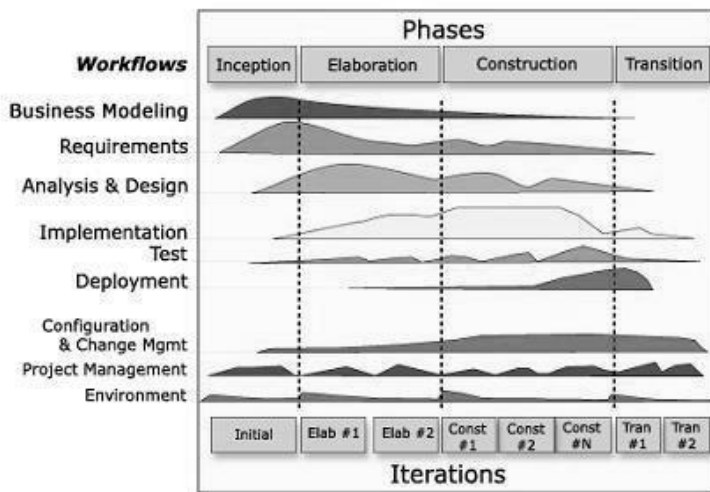 Phases
Workflows Inception Elaboration Construction Transition
Business Modeling
Requirements
Analysis & Design
Implementation
Test
Deployment
Configuration
& Change Mgmt
Project Management
Environment
Initial Elab #1 Elab #2 Const #1 Const #2 Const #N Tran #1 Tran #2
Iterations